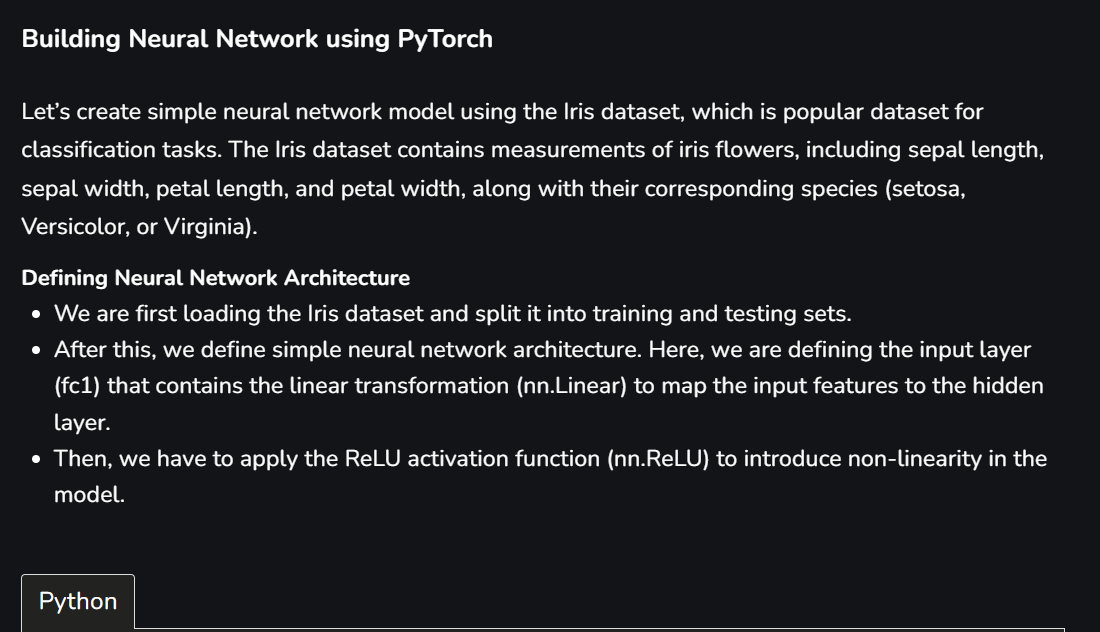 Building Neural Network using PyTorch
Let’s create simple neural network model using the Iris dataset, which is popular dataset for
classification tasks. The Iris dataset contains measurements of iris flowers, including sepal length,
sepal width, petal length, and petal width, along with their corresponding species (setosa,
Versicolor, or Virginia).
Defining Neural Network Architecture
• We are first loading the Iris dataset and split it into training and testing sets.
• After this, we define simple neural network architecture. Here, we are defining the input layer
(fc1) that contains the linear transformation (nn.Linear) to map the input features to the hidden
layer.
• Then, we have to apply the ReLU activation function (nn.ReLU) to introduce non-linearity in the
model.
Python